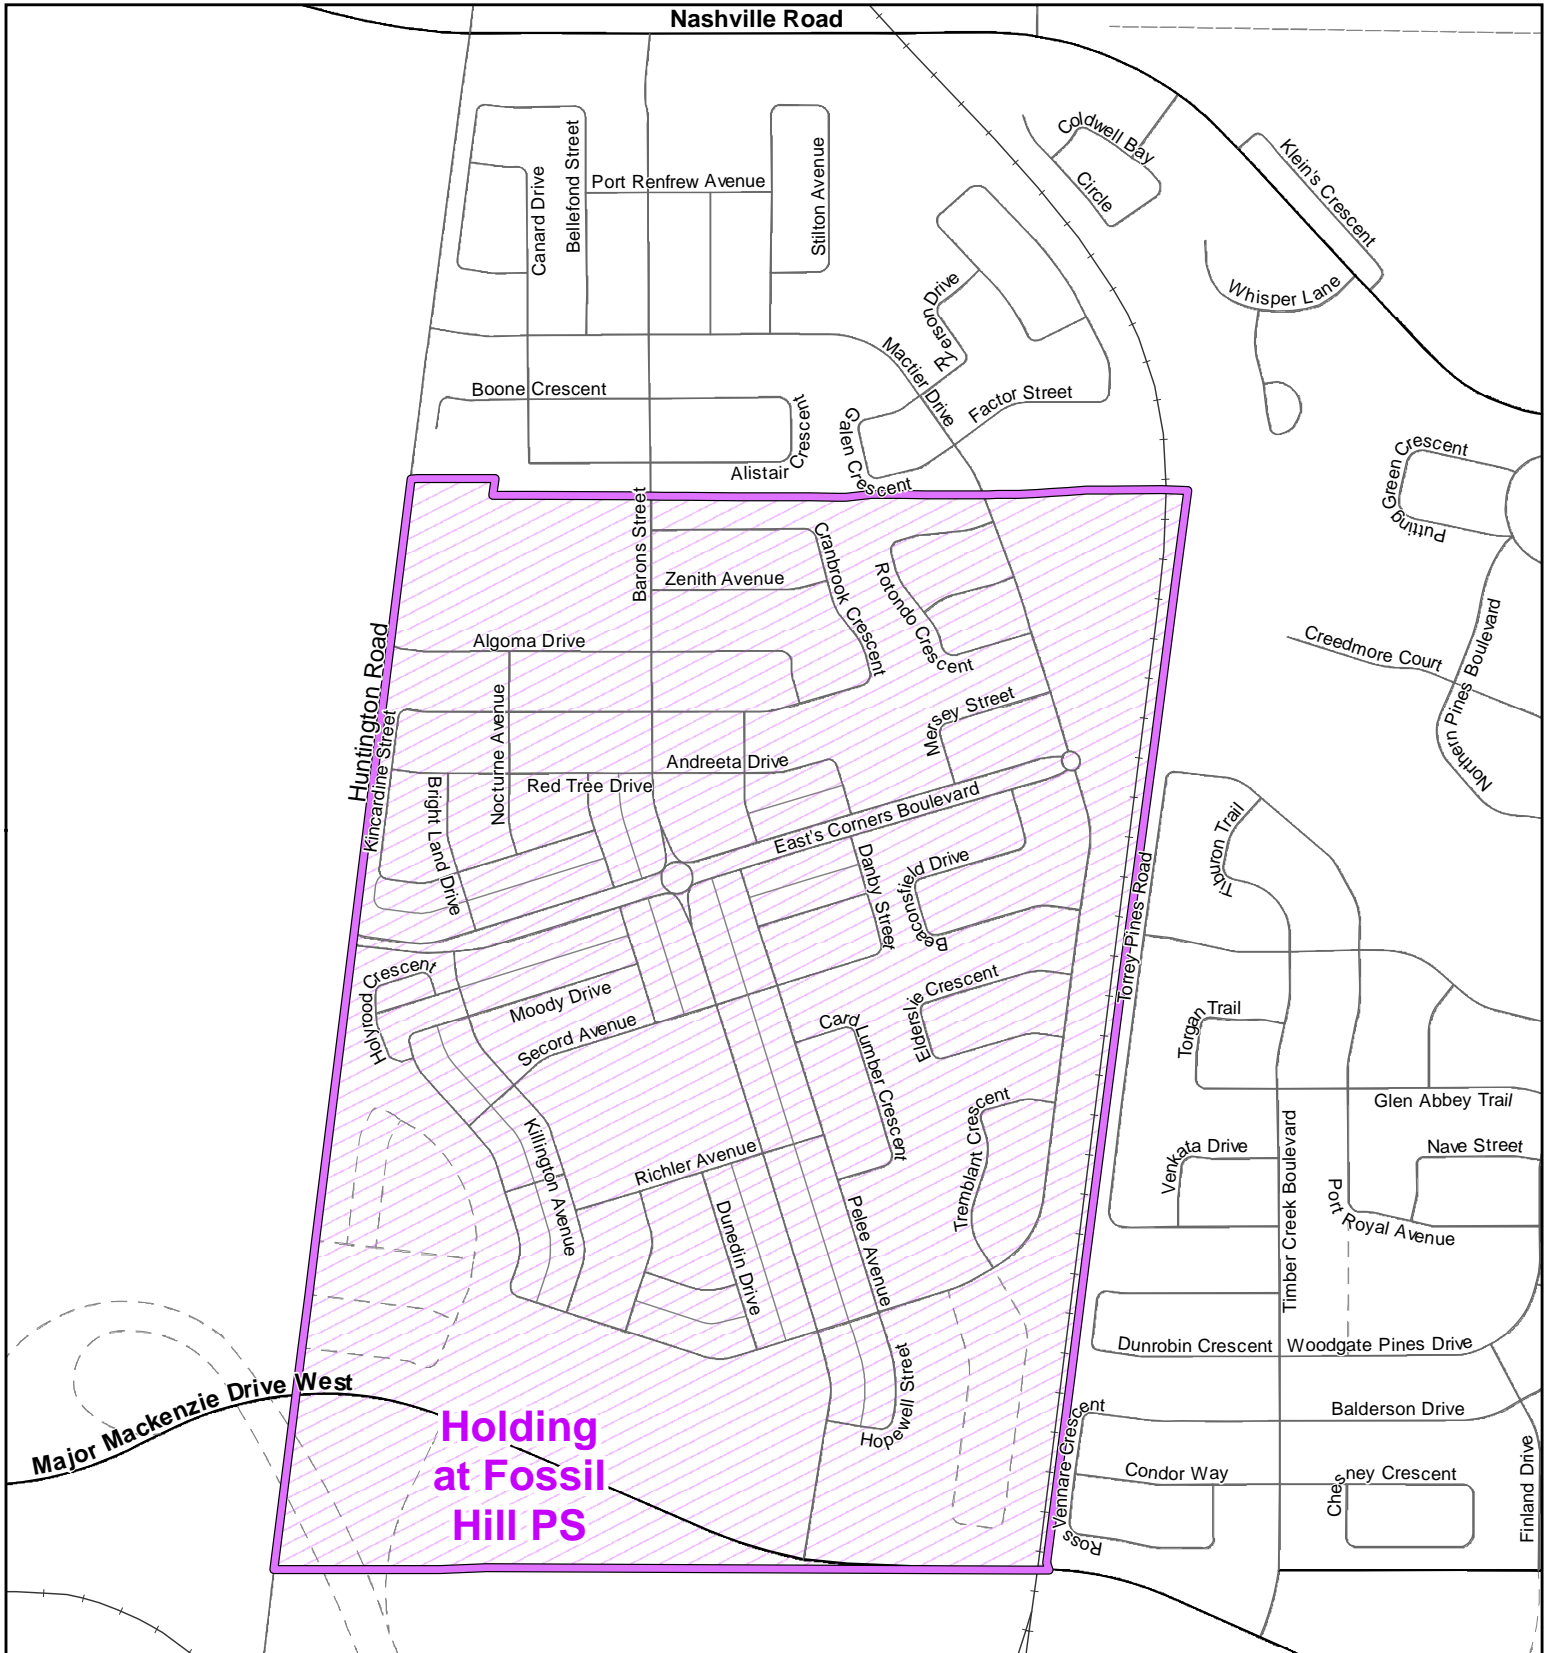 Nashville Road
Coldwell Bay
Circle
Klein's Crescent
Canard Drive
Bellefond Street
Port Renfrew Avenue
Stilton Avenue
Whisper Lane
Ryerson Drive
Mactier Drive
Factor Street
Boone Crescent
Alistair Crescent
Galen Crescent
Putting Green Crescent
Barons Street
Zenith Avenue
Cranbrook Crescent
Rotondo Crescent
Algoma Drive
Creedmore Court
Northern Pines Boulevard
Huntington Road
Kincardine Street
Nocturne Avenue
Mersey Street
Andreeta Drive
Red Tree Drive
Bright Land Drive
East's Corners Boulevard
Danby Street
Beaconsfield Drive
Tiburon Trail
Torrey Pines Road
Holyrood Crescent
Moody Drive
Secord Avenue
Elderslie Crescent
Card Lumber Crescent
Torgan Trail
Glen Abbey Trail
Killington Avenue
Richler Avenue
Tremblant Crescent
Venkata Drive
Nave Street
Timber Creek Boulevard
Port Royal Avenue
Dunedin Drive
Pelee Avenue
Dunrobin Crescent
Woodgate Pines Drive
Hopewell Street
Major Mackenzie Drive West
Holding
at Fossil
Hill PS
Ross Vennare Crescent
Balderson Drive
Condor Way
Chesney Crescent
Finland Drive